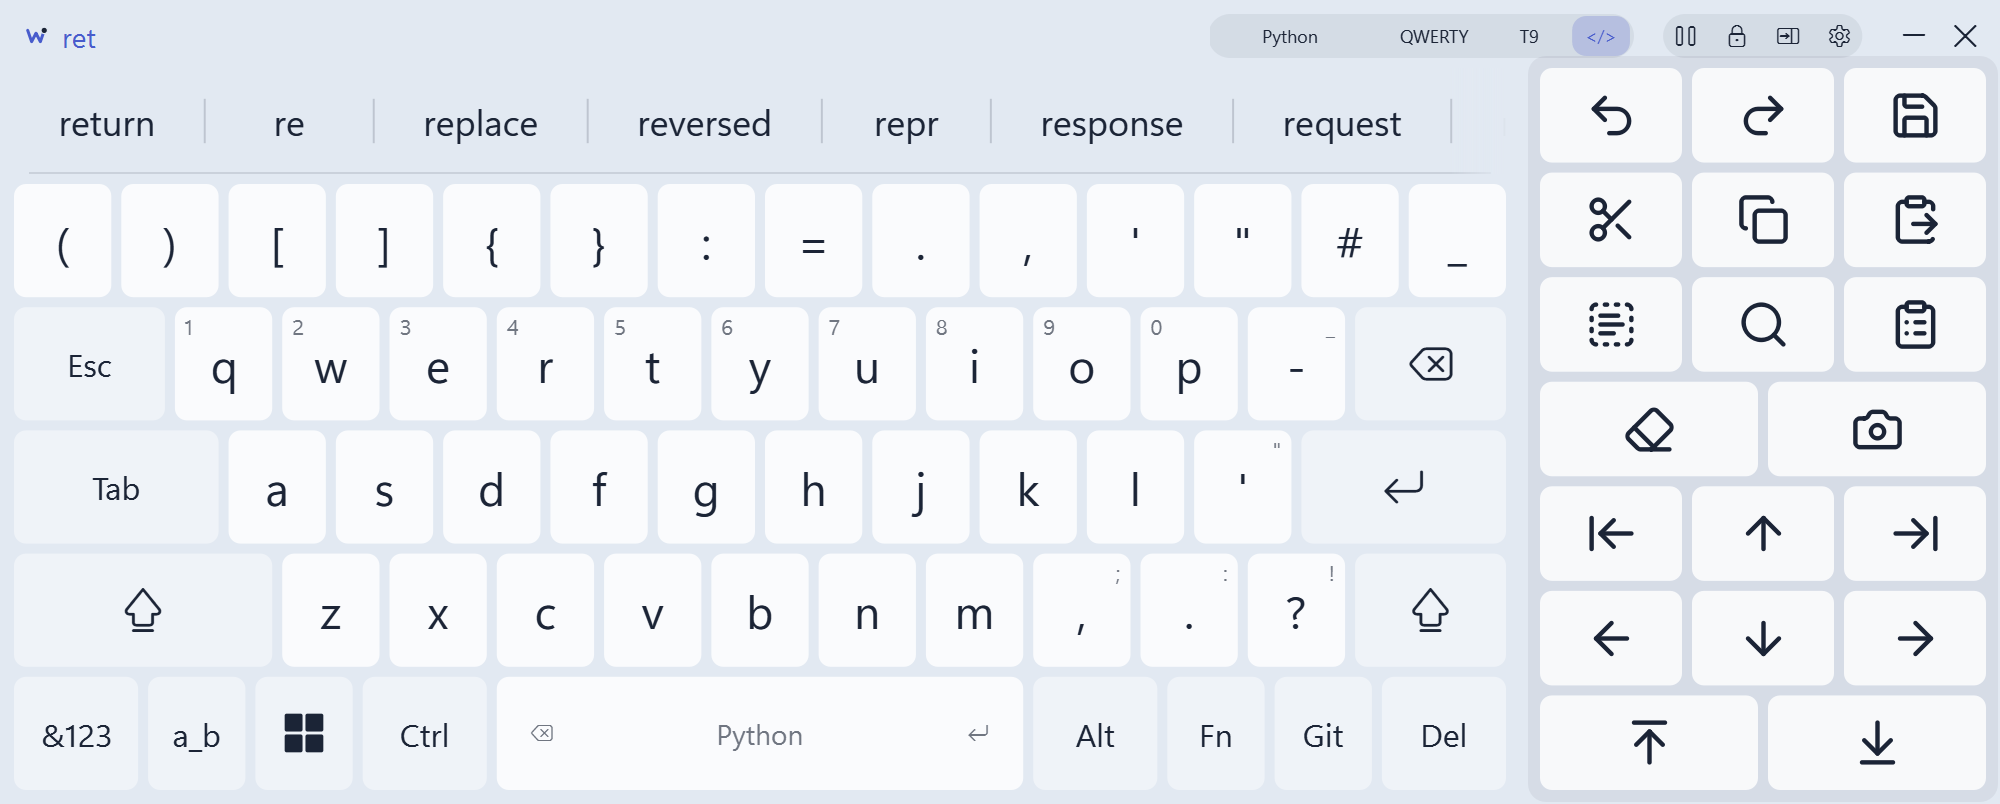 ret
Python QWERTY T9 </>
return re replace reversed repr response request
( ) [ ] { } : = . , ' " # _
Esc 1 q 2 w 3 e 4 r 5 t 6 y 7 u 8 i 9 o 0 p - _
Tab a s d f g h j k l ' "
z x c v b n m , ; . : ? !
&123 a_b Ctrl Python Alt Fn Git Del